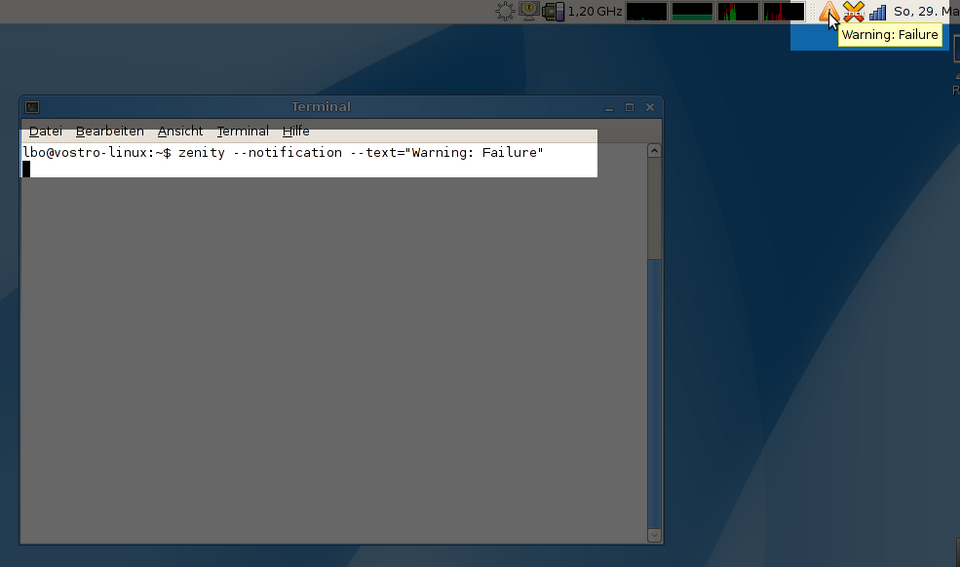 1,20 GHz
So, 29. Ma
Warning: Failure
Terminal
Datei Bearbeiten Ansicht Terminal Hilfe
lbo@vostro-linux:~$ zenity --notification --text="Warning: Failure"
R